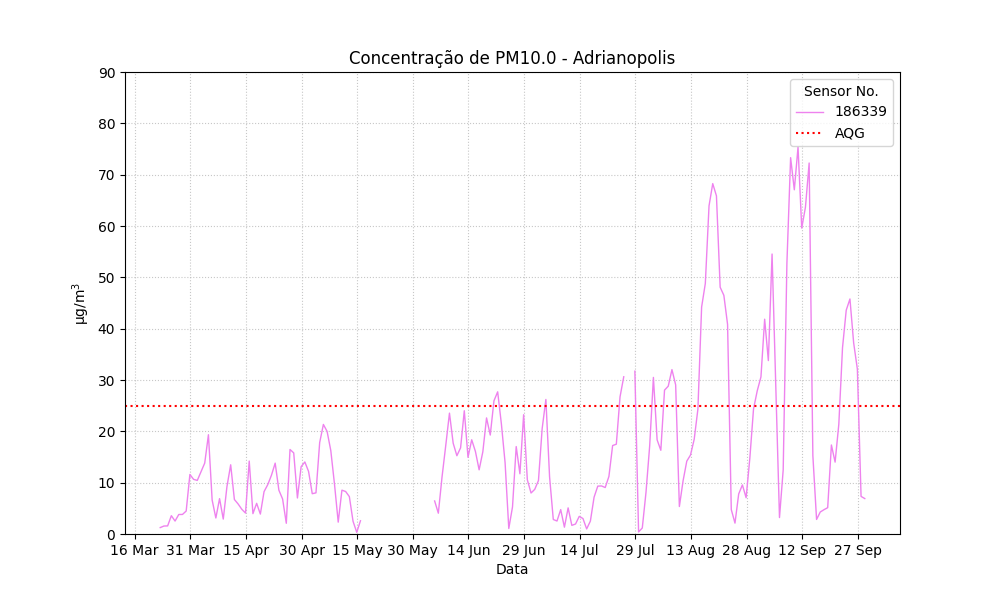 Concentração de PM10.0 - Adrianopolis
Sensor No.
186339
AQG
90
80
70
60
50
40
30
20
10
0
µg/m³
16 Mar 31 Mar 15 Apr 30 Apr 15 May 30 May 14 Jun 29 Jun 14 Jul 29 Jul 13 Aug 28 Aug 12 Sep 27 Sep
Data